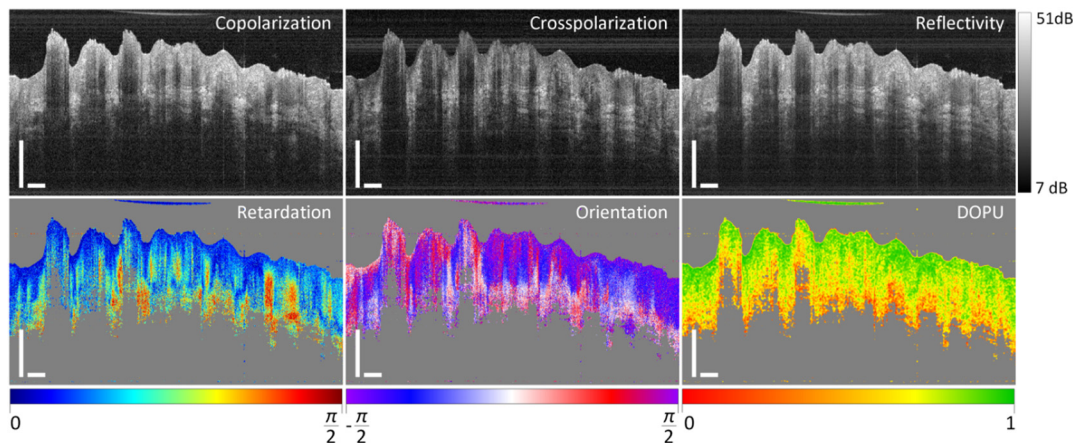 Copolarization
Crosspolarization
Reflectivity
51dB
7 dB
Retardation
Orientation
DOPU
0
π/2
-π/2
π/2
0
1